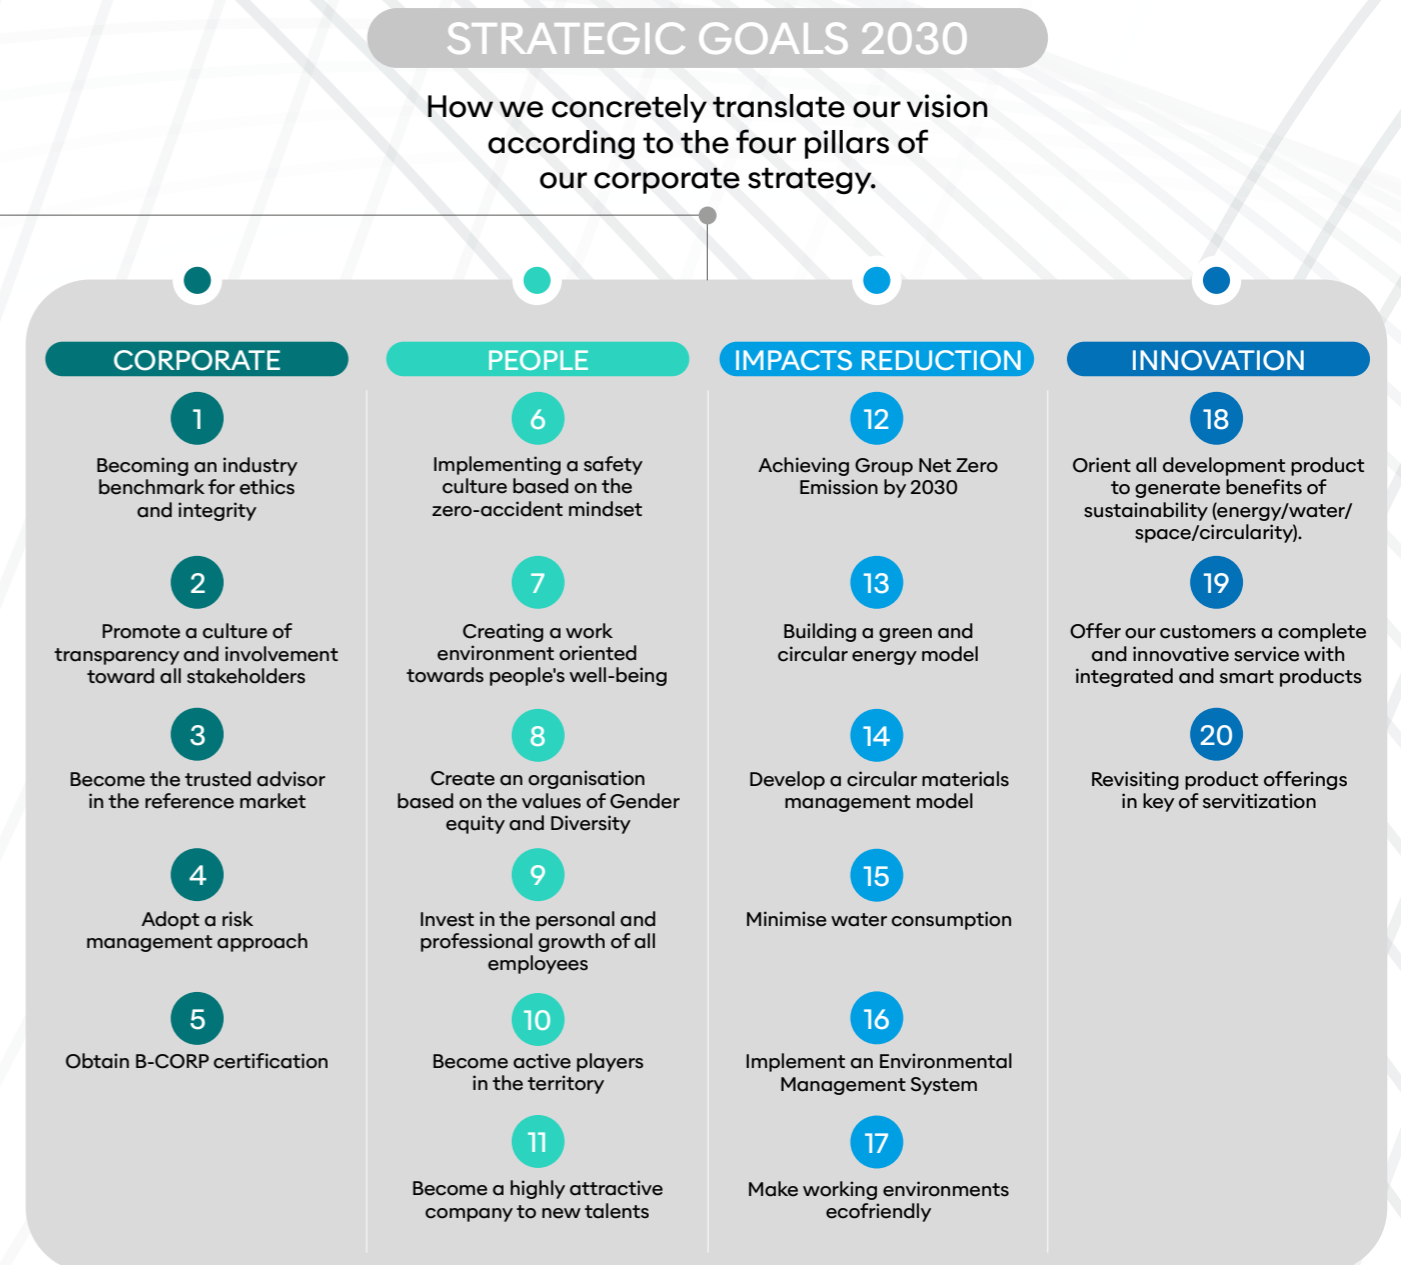 STRATEGIC GOALS 2030
How we concretely translate our vision
according to the four pillars of
our corporate strategy.
CORPORATE
1
Becoming an industry
benchmark for ethics
and integrity
2
Promote a culture of
transparency and involvement
toward all stakeholders
3
Become the trusted advisor
in the reference market
4
Adopt a risk
management approach
5
Obtain B-CORP certification
PEOPLE
6
Implementing a safety
culture based on the
zero-accident mindset
7
Creating a work
environment oriented
towards people's well-being
8
Create an organisation
based on the values of Gender
equity and Diversity
9
Invest in the personal and
professional growth of all
employees
10
Become active players
in the territory
11
Become a highly attractive
company to new talents
IMPACTS REDUCTION
12
Achieving Group Net Zero
Emission by 2030
13
Building a green and
circular energy model
14
Develop a circular materials
management model
15
Minimise water consumption
16
Implement an Environmental
Management System
17
Make working environments
ecofriendly
INNOVATION
18
Orient all development product
to generate benefits of
sustainability (energy/water/
space/circularity).
19
Offer our customers a complete
and innovative service with
integrated and smart products
20
Revisiting product offerings
in key of servitization